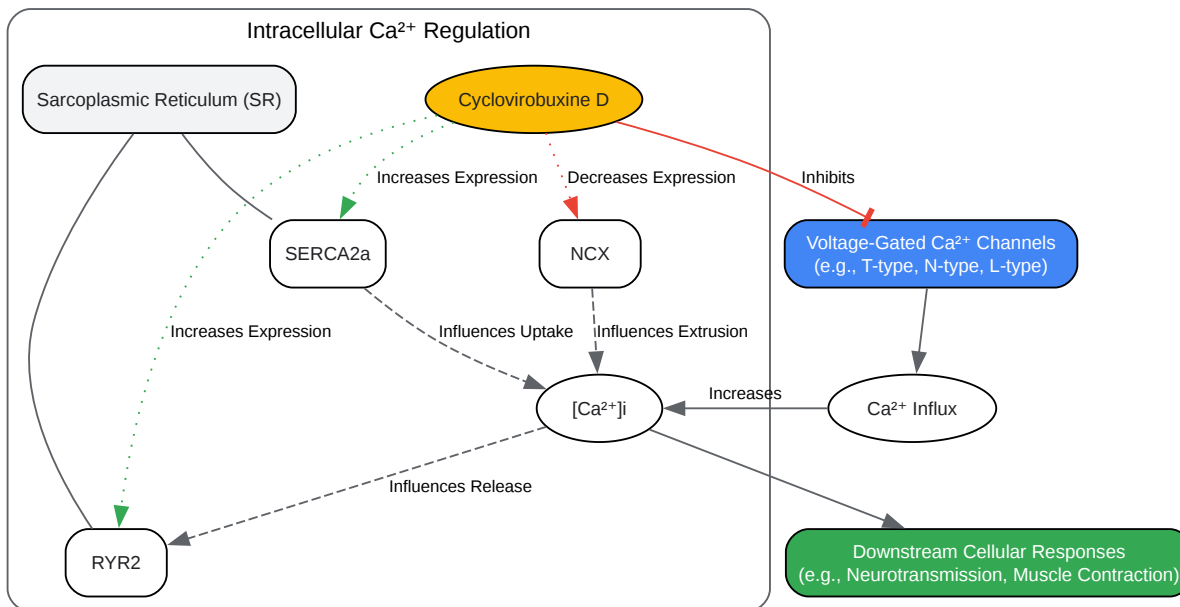 Intracellular Ca²⁺ Regulation
Sarcoplasmic Reticulum (SR)
Cyclovirobuxine D
Increases Expression
Decreases Expression
Inhibits
SERCA2a
NCX
Voltage-Gated Ca²⁺ Channels
(e.g., T-type, N-type, L-type)
Increases Expression
Influences Uptake
Influences Extrusion
[Ca²⁺]i
Increases
Ca²⁺ Influx
Influences Release
RYR2
Downstream Cellular Responses
(e.g., Neurotransmission, Muscle Contraction)